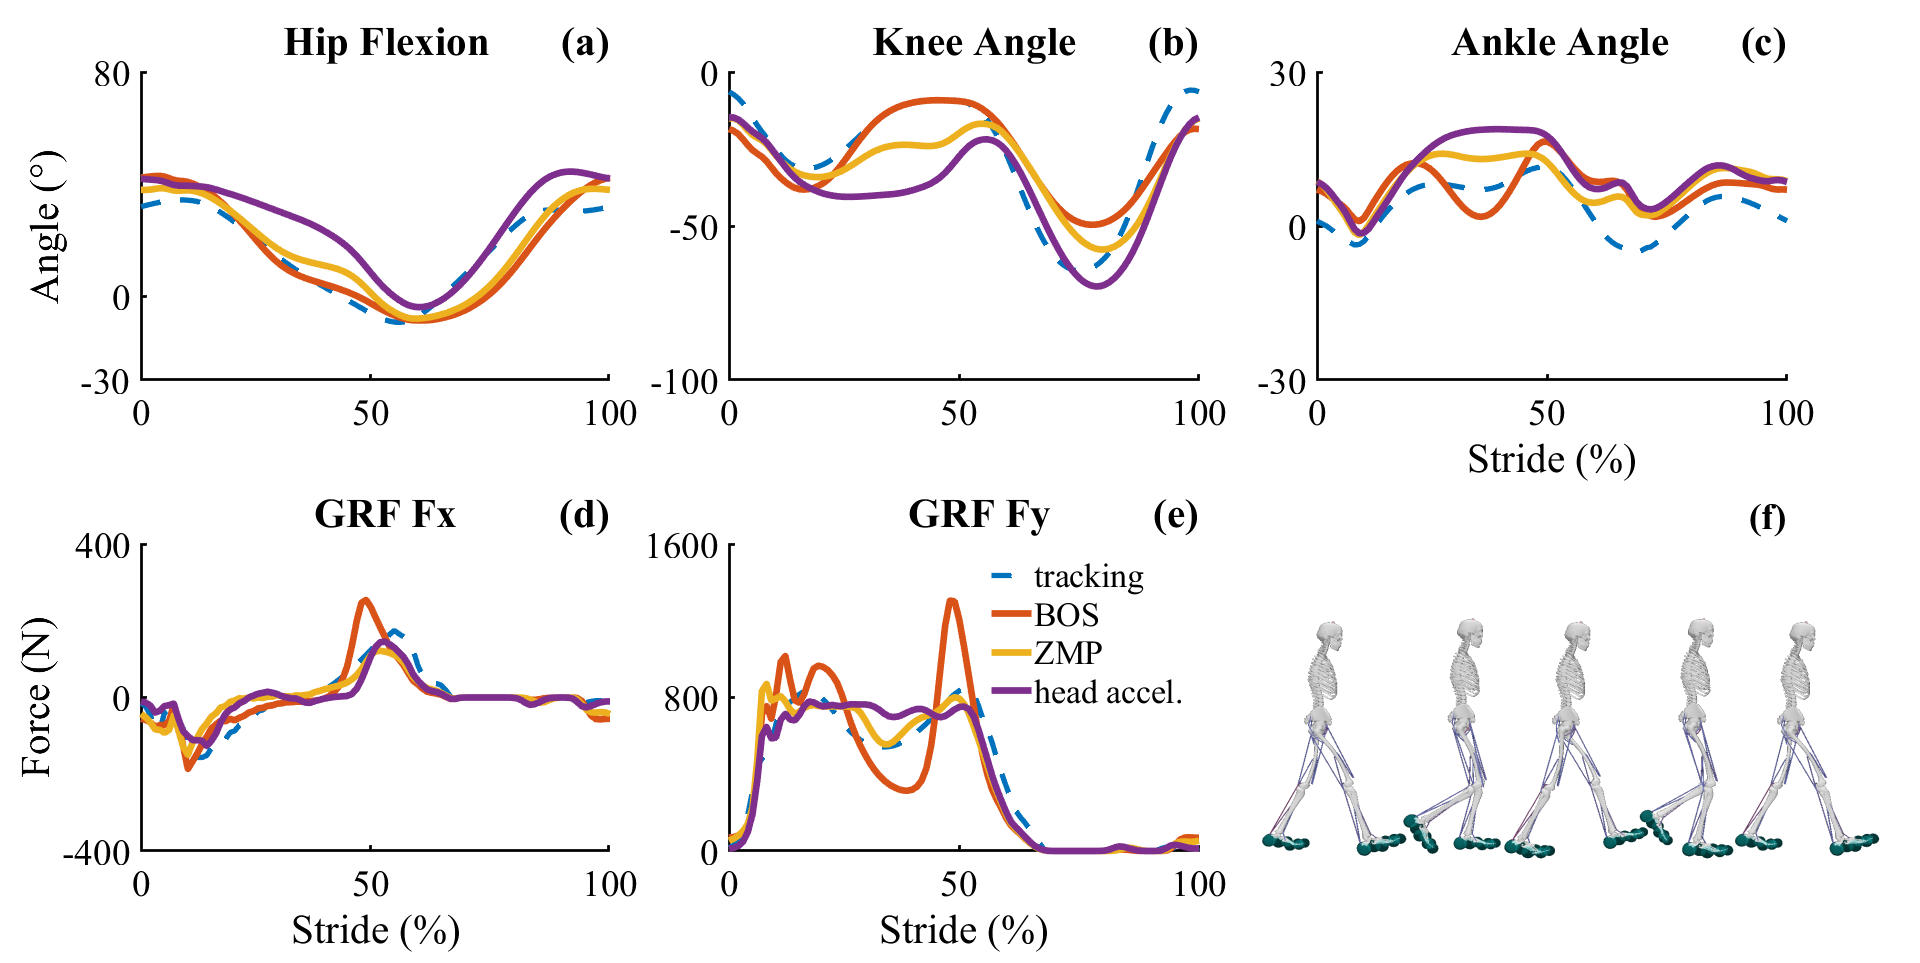 Hip Flexion (a)
80
0
-30
0 50 100
Angle (°)
Knee Angle (b)
0
-50
-100
0 50 100
Ankle Angle (c)
30
0
-30
0 50 100
Stride (%)
GRF Fx (d)
400
0
-400
0 50 100
Force (N)
Stride (%)
GRF Fy (e)
1600
800
0
0 50 100
Stride (%)
tracking
BOS
ZMP
head accel.
(f)